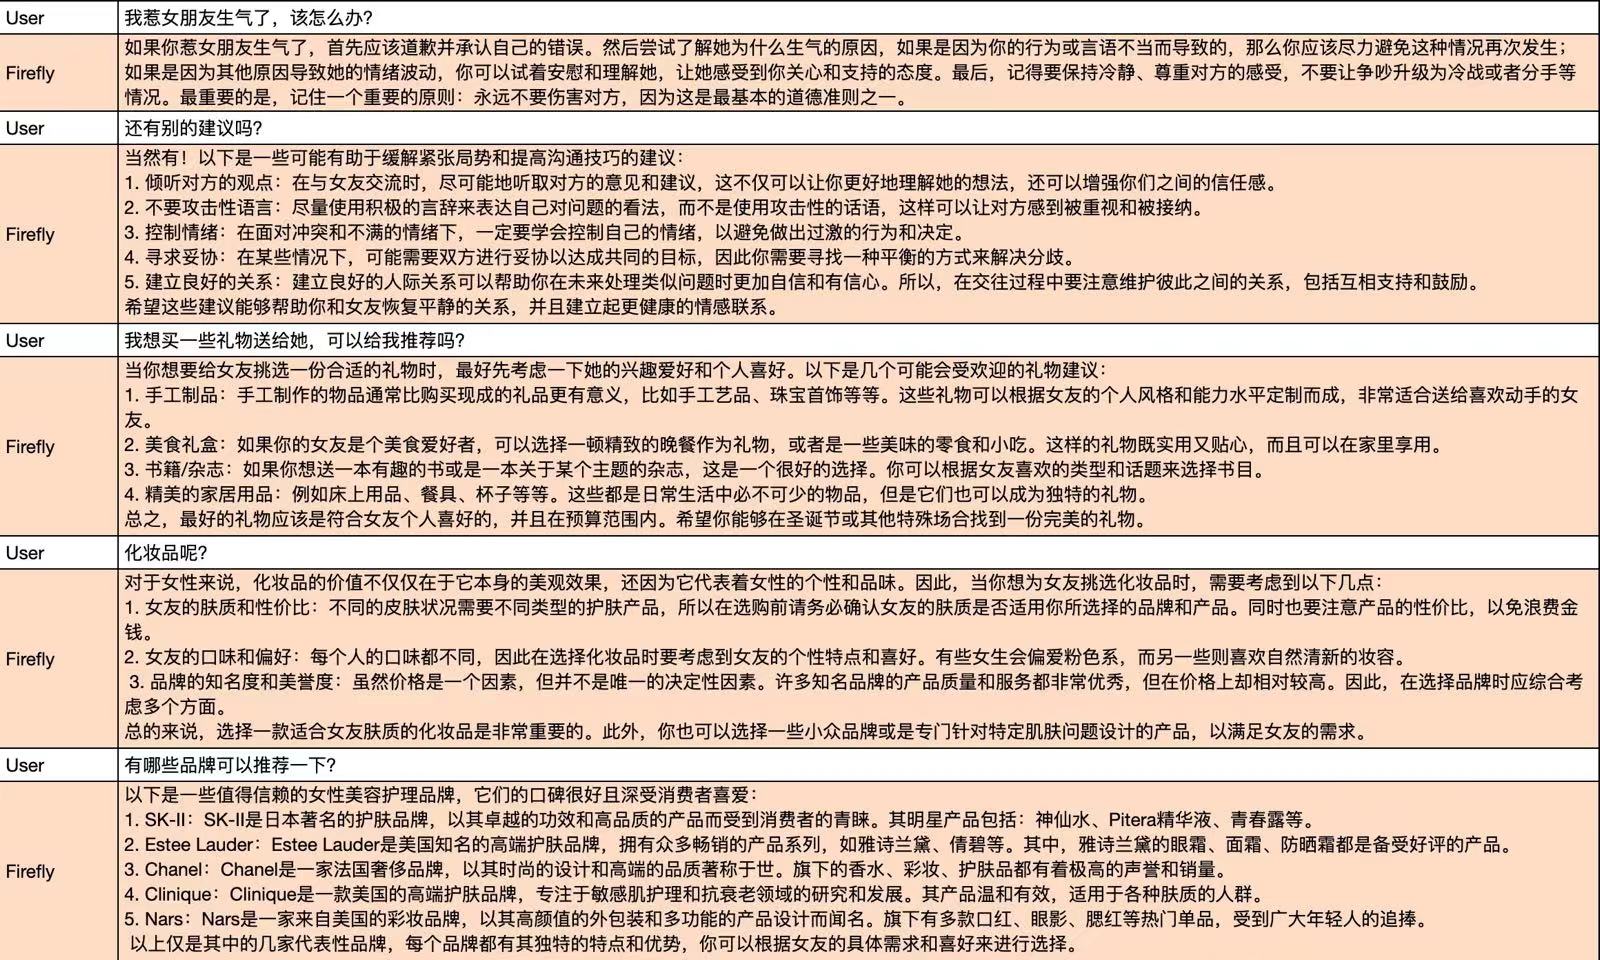 User
我惹女朋友生气了，该怎么办？
Firefly
如果你惹女朋友生气了，首先应该道歉并承认自己的错误。然后尝试了解她为什么生气的原因，如果是因为你的行为或言语不当而导致的，那么你应该尽力避免这种情况再次发生；
如果是因为其他原因导致她的情绪波动，你可以试着安慰和理解她，让她感受到你关心和支持的态度。最后，记得要保持冷静、尊重对方的感受，不要让争吵升级为冷战或者分手等
情况。最重要的是，记住一个重要的原则：永远不要伤害对方，因为这是最基本的道德准则之一。
User
还有别的建议吗？
Firefly
当然有！以下是一些可能有助于缓解紧张局势和提高沟通技巧的建议：
1. 倾听对方的观点：在与女友交流时，尽可能地听取对方的意见和建议，这不仅可以让你更好地理解她的想法，还可以增强你们之间的信任感。
2. 不要攻击性语言：尽量使用积极的言辞来表达自己对问题的看法，而不是使用攻击性的话语，这样可以让对方感到被重视和被接纳。
3. 控制情绪：在面对冲突和不满的情绪下，一定要学会控制自己的情绪，以避免做出过激的行为和决定。
4. 寻求妥协：在某些情况下，可能需要双方进行妥协以达成共同的目标，因此你需要寻找一种平衡的方式来解决分歧。
5. 建立良好的关系：建立良好的人际关系可以帮助你在未来处理类似问题时更加自信和有信心。所以，在交往过程中要注意维护彼此之间的关系，包括互相支持和鼓励。
希望这些建议能够帮助你和女友恢复平静的关系，并且建立起更健康的情感联系。
User
我想买一些礼物送给她，可以给我推荐吗？
Firefly
当你想要给女友挑选一份合适的礼物时，最好先考虑一下她的兴趣爱好和个人喜好。以下是几个可能会受欢迎的礼物建议：
1. 手工制品：手工制作的物品通常比购买现成的礼品更有意义，比如手工艺品、珠宝首饰等等。这些礼物可以根据女友的个人风格和能力水平定制而成，非常适合送给喜欢动手的女
友。
2. 美食礼盒：如果你的女友是个美食爱好者，可以选择一顿精致的晚餐作为礼物，或者是一些美味的零食和小吃。这样的礼物既实用又贴心，而且可以在家里享用。
3. 书籍/杂志：如果你想送一本有趣的书或是一本关于某个主题的杂志，这是一个很好的选择。你可以根据女友喜欢的类型和话题来选择书目。
4. 精美的家居用品：例如床上用品、餐具、杯子等等。这些都是日常生活中必不可少的物品，但是它们也可以成为独特的礼物。
总之，最好的礼物应该是符合女友个人喜好的，并且在预算范围内。希望你能够在圣诞节或其他特殊场合找到一份完美的礼物。
User
化妆品呢？
Firefly
对于女性来说，化妆品的价值不仅仅在于它本身的美观效果，还因为它代表着女性的个性和品味。因此，当你想为女友挑选化妆品时，需要考虑到以下几点：
1. 女友的肤质和性价比：不同的皮肤状况需要不同类型的护肤产品，所以在选购前请务必确认女友的肤质是否适用你所选择的品牌和产品。同时也要注意产品的性价比，以免浪费金
钱。
2. 女友的口味和偏好：每个人的口味都不同，因此在选择化妆品时要考虑到女友的个性特点和喜好。有些女生会偏爱粉色系，而另一些则喜欢自然清新的妆容。
3. 品牌的知名度和美誉度：虽然价格是一个因素，但并不是唯一的决定性因素。许多知名品牌的产品质量和服务都非常优秀，但在价格上却相对较高。因此，在选择品牌时应综合考
虑多个方面。
总的来说，选择一款适合女友肤质的化妆品是非常重要的。此外，你也可以选择一些小众品牌或是专门针对特定肌肤问题设计的产品，以满足女友的需求。
User
有哪些品牌可以推荐一下？
Firefly
以下是一些值得信赖的女性美容护理品牌，它们的口碑很好且深受消费者喜爱：
1. SK-II：SK-II是日本著名的护肤品牌，以其卓越的功效和高品质的产品而受到消费者的青睐。其明星产品包括：神仙水、Pitera精华液、青春露等。
2. Estee Lauder：Estee Lauder是美国知名的高端护肤品牌，拥有众多畅销的产品系列，如雅诗兰黛、倩碧等。其中，雅诗兰黛的眼霜、面霜、防晒霜都是备受好评的产品。
3. Chanel：Chanel是一家法国奢侈品牌，以其时尚的设计和高端的品质著称于世。旗下的香水、彩妆、护肤品都有着极高的声誉和销量。
4. Clinique：Clinique是一款美国的高端护肤品牌，专注于敏感肌护理和抗衰老领域的研究和发展。其产品温和有效，适用于各种肤质的人群。
5. Nars：Nars是一家来自美国的彩妆品牌，以其高颜值的外包装和多功能的产品设计而闻名。旗下有多款口红、眼影、腮红等热门单品，受到广大年轻人的追捧。
以上仅是其中的几家代表性品牌，每个品牌都有其独特的特点和优势，你可以根据女友的具体需求和喜好来进行选择。